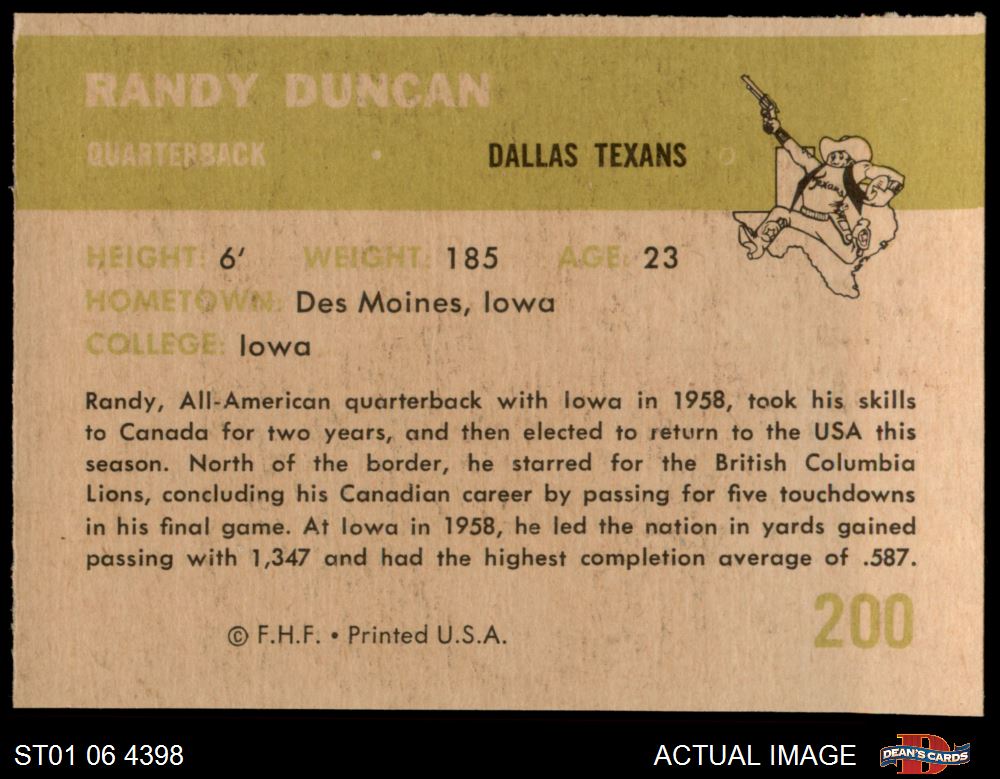 RANDY DUNCAN
QUARTERBACK • DALLAS TEXANS
Texans
HEIGHT: 6' WEIGHT: 185 AGE: 23
HOMETOWN: Des Moines, Iowa
COLLEGE: Iowa
Randy, All-American quarterback with Iowa in 1958, took his skills
to Canada for two years, and then elected to return to the USA this
season. North of the border, he starred for the British Columbia
Lions, concluding his Canadian career by passing for five touchdowns
in his final game. At Iowa in 1958, he led the nation in yards gained
passing with 1,347 and had the highest completion average of .587.
200
© F.H.F. • Printed U.S.A.
ST01 06 4398 ACTUAL IMAGE DEAN'S CARDS